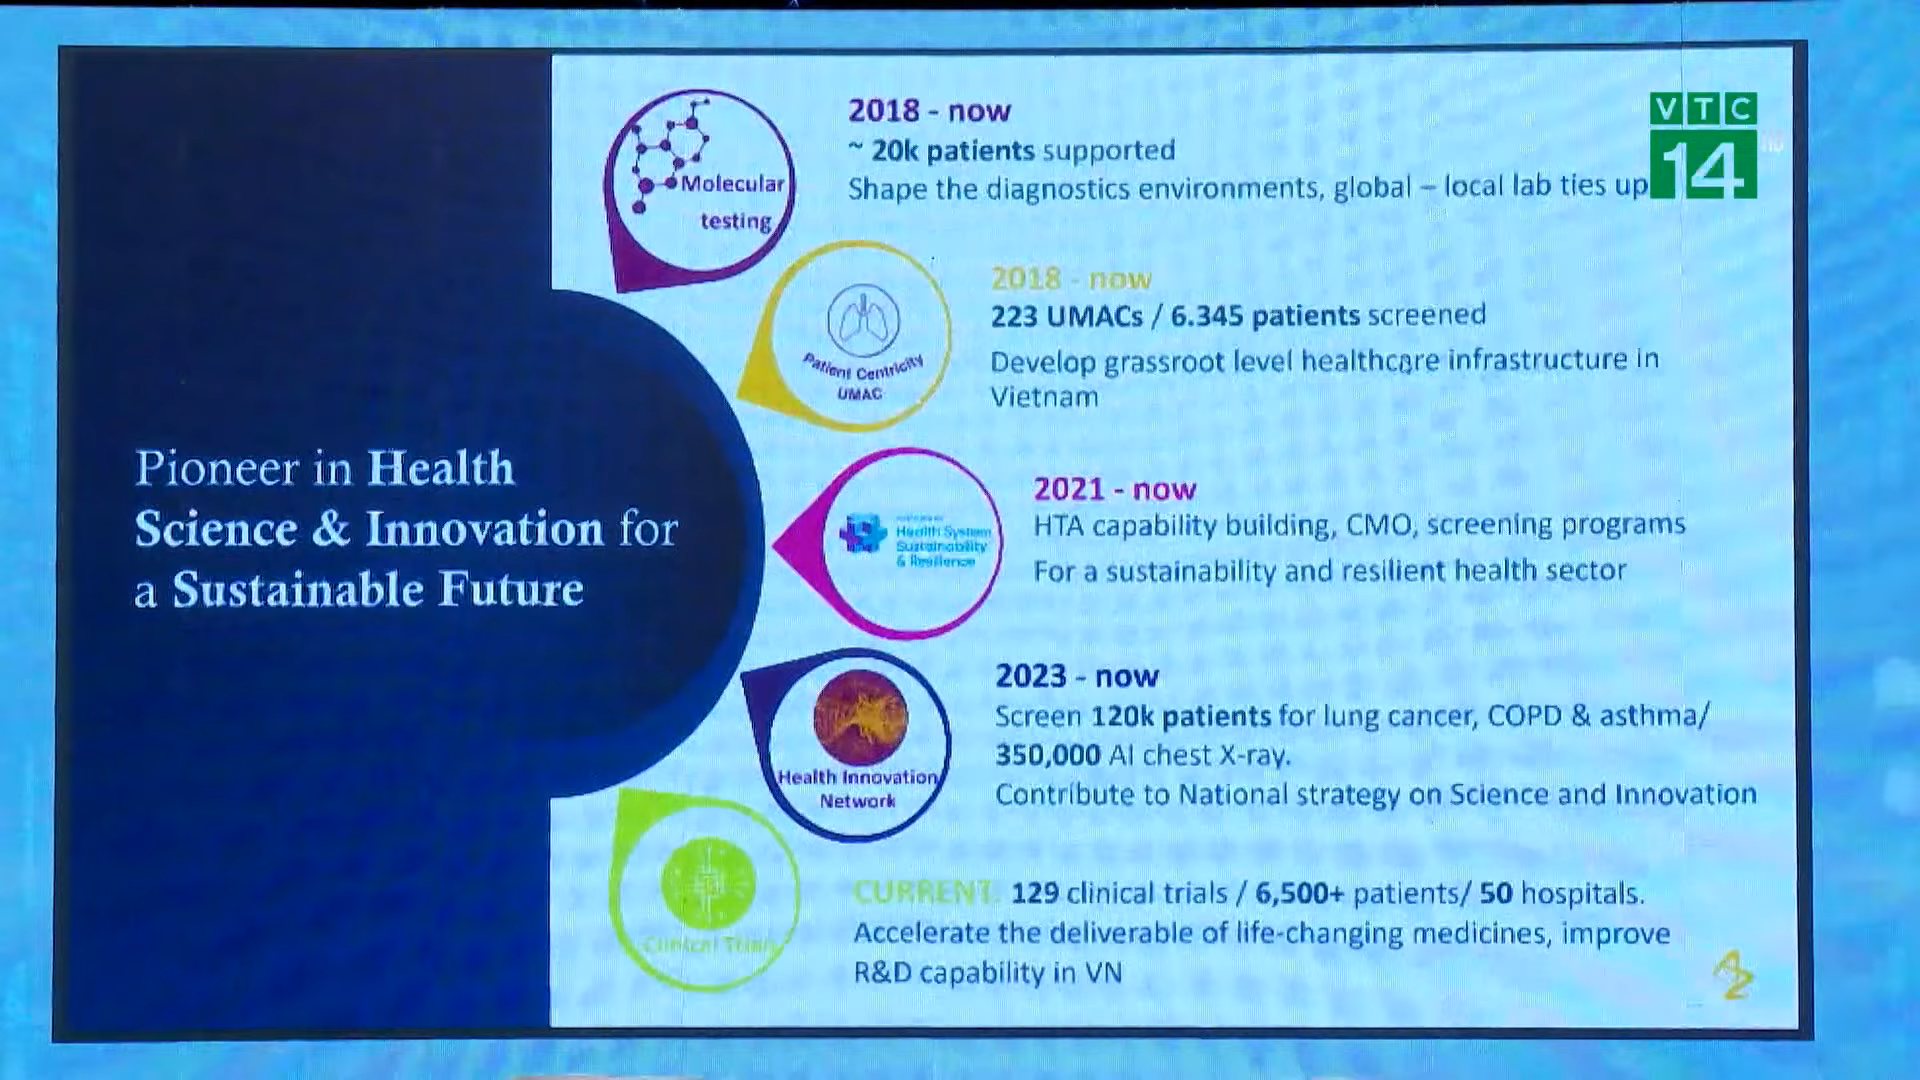 Pioneer in Health
Science & Innovation for
a Sustainable Future
Molecular
testing
2018 - now
~ 20k patients supported
Shape the diagnostics environments, global – local lab ties up
VTC
14
Patient Centricity
UMAC
2018 - now
223 UMACs / 6.345 patients screened
Develop grassroot level healthcare infrastructure in
Vietnam
Health System
Sustainability
& Resilience
2021 - now
HTA capability building, CMO, screening programs
For a sustainability and resilient health sector
Health Innovation
Network
2023 - now
Screen 120k patients for lung cancer, COPD & asthma/
350,000 AI chest X-ray.
Contribute to National strategy on Science and Innovation
Clinical
CURRENT: 129 clinical trials / 6,500+ patients/ 50 hospitals.
Accelerate the deliverable of life-changing medicines, improve
R&D capability in VN